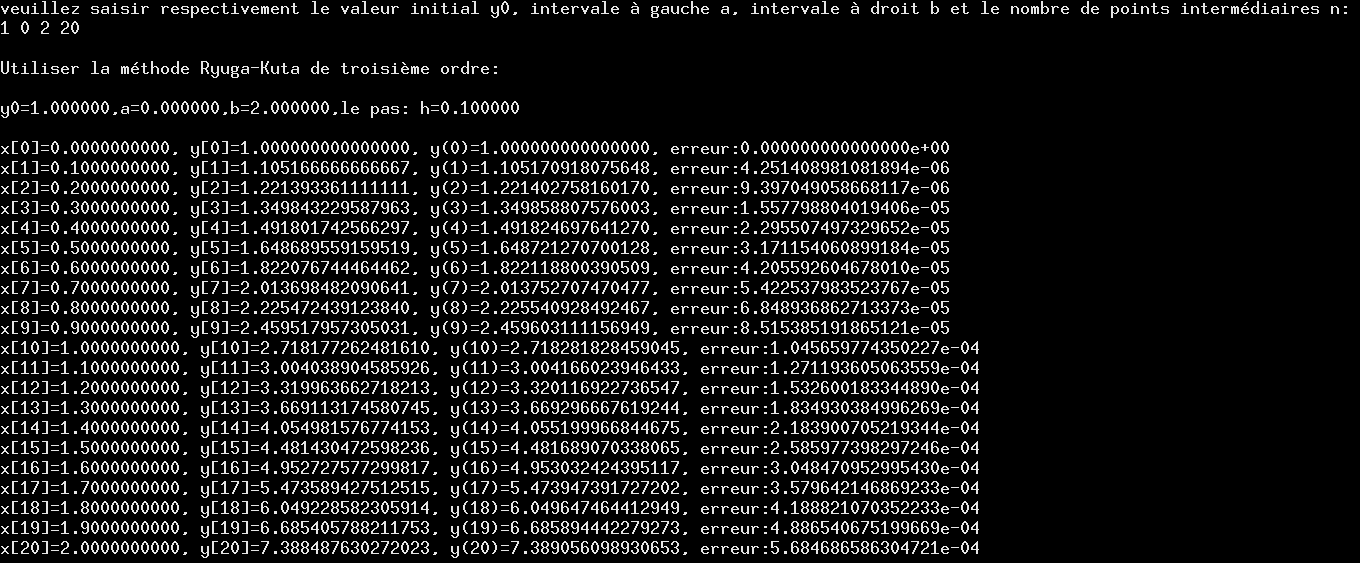 veuillez saisir respectivement le valeur initial y0, intervale à gauche a, intervale à droit b et le nombre de points intermédiaires n:
1 0 2 20
Utiliser la méthode Ryuga-Kuta de troisième ordre:
y0=1.000000,a=0.000000,b=2.000000,le pas: h=0.100000
x[0]=0.0000000000, y[0]=1.000000000000000, y(0)=1.000000000000000, erreur:0.000000000000000e+00
x[1]=0.1000000000, y[1]=1.105166666666667, y(1)=1.105170918075648, erreur:4.251408981081894e-06
x[2]=0.2000000000, y[2]=1.221393361111111, y(2)=1.221402758160170, erreur:9.397049058668117e-06
x[3]=0.3000000000, y[3]=1.349843229587963, y(3)=1.349858807576003, erreur:1.557798804019406e-05
x[4]=0.4000000000, y[4]=1.491801742566297, y(4)=1.491824697641270, erreur:2.295507497329652e-05
x[5]=0.5000000000, y[5]=1.648689559159519, y(5)=1.648721270700128, erreur:3.171154060899184e-05
x[6]=0.6000000000, y[6]=1.822076744464462, y(6)=1.822118800390509, erreur:4.205592604678010e-05
x[7]=0.7000000000, y[7]=2.013698482090641, y(7)=2.013752707470477, erreur:5.422537983523767e-05
x[8]=0.8000000000, y[8]=2.225472439123840, y(8)=2.225540928492467, erreur:6.848936862713373e-05
x[9]=0.9000000000, y[9]=2.459517957305031, y(9)=2.459603111156949, erreur:8.515385191865121e-05
x[10]=1.0000000000, y[10]=2.718177262481610, y(10)=2.718281828459045, erreur:1.045659774350227e-04
x[11]=1.1000000000, y[11]=3.004038904585926, y(11)=3.004166023946433, erreur:1.271193605063559e-04
x[12]=1.2000000000, y[12]=3.319963662718213, y(12)=3.320116922736547, erreur:1.532600183344890e-04
x[13]=1.3000000000, y[13]=3.669113174580745, y(13)=3.669296667619244, erreur:1.834930384996269e-04
x[14]=1.4000000000, y[14]=4.054981576774153, y(14)=4.055199966844675, erreur:2.183900705219344e-04
x[15]=1.5000000000, y[15]=4.481430472598236, y(15)=4.481689070338065, erreur:2.585977398297246e-04
x[16]=1.6000000000, y[16]=4.952727577299817, y(16)=4.953032424395117, erreur:3.048470952995430e-04
x[17]=1.7000000000, y[17]=5.473589427512515, y(17)=5.473947391727202, erreur:3.579642146869233e-04
x[18]=1.8000000000, y[18]=6.049228582305914, y(18)=6.049647464412949, erreur:4.188821070352233e-04
x[19]=1.9000000000, y[19]=6.685405788211753, y(19)=6.685894442279273, erreur:4.886540675199669e-04
x[20]=2.0000000000, y[20]=7.388487630272023, y(20)=7.389056098930653, erreur:5.684686586304721e-04